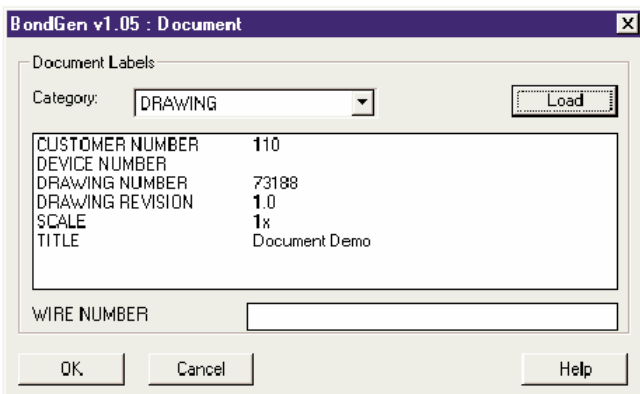 BondGen v1.05 : Document
Document Labels
Category: DRAWING Load
CUSTOMER NUMBER 110
DEVICE NUMBER
DRAWING NUMBER 73188
DRAWING REVISION 1.0
SCALE 1x
TITLE Document Demo
WIRE NUMBER
OK Cancel Help